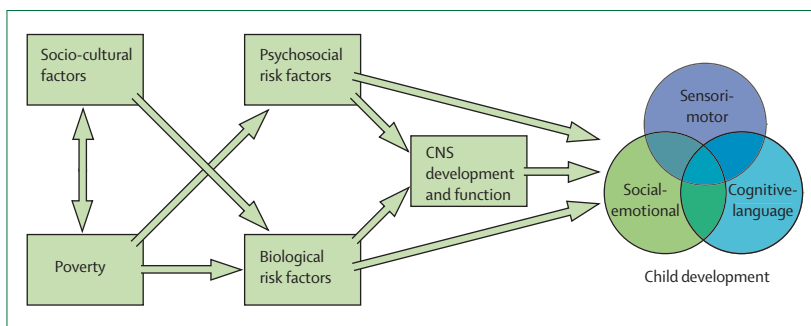 Socio-cultural
factors
Psychosocial
risk factors
Sensori-
motor
CNS
development
and function
Social-
emotional
Cognitive-
language
Poverty
Biological
risk factors
Child development